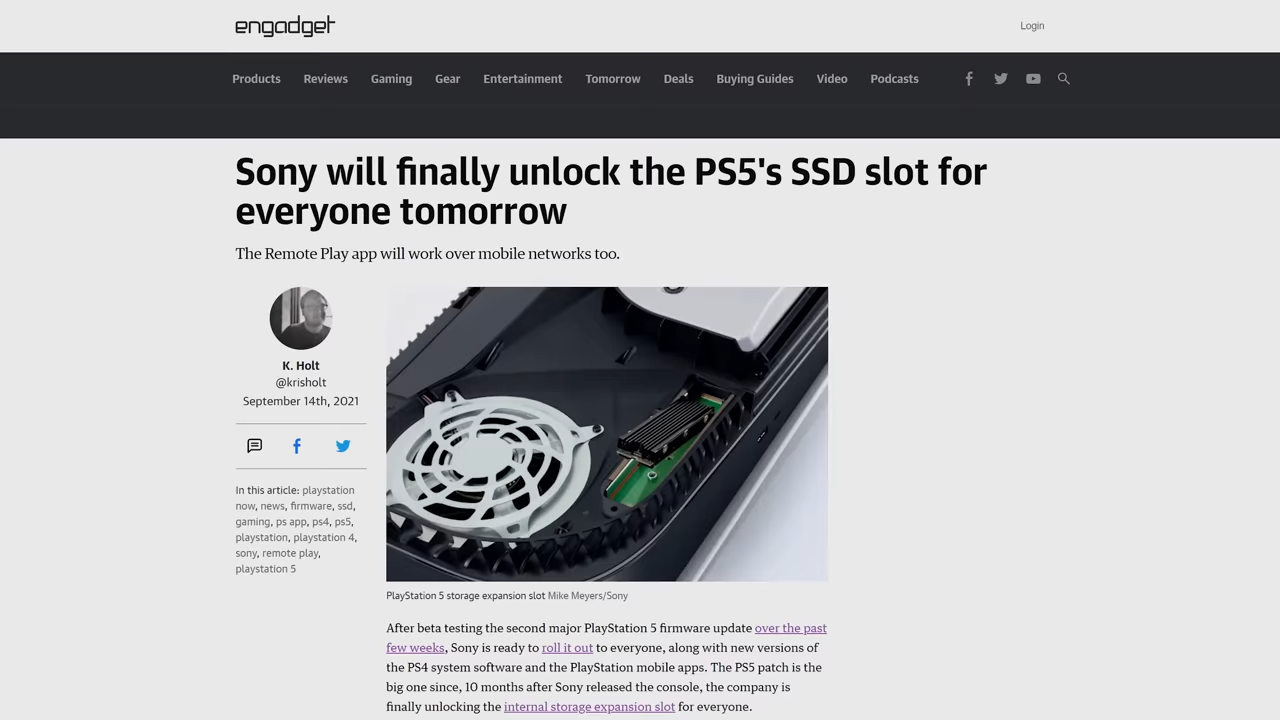 engadget
Login
Products Reviews Gaming Gear Entertainment Tomorrow Deals Buying Guides Video Podcasts
Sony will finally unlock the PS5's SSD slot for
everyone tomorrow
The Remote Play app will work over mobile networks too.
K. Holt
@krisholt
September 14th, 2021
In this article: playstation
now, news, firmware, ssd,
gaming, ps app, ps4, ps5,
playstation, playstation 4,
sony, remote play,
playstation 5
PlayStation 5 storage expansion slot Mike Meyers/Sony
After beta testing the second major PlayStation 5 firmware update over the past
few weeks, Sony is ready to roll it out to everyone, along with new versions of
the PS4 system software and the PlayStation mobile apps. The PS5 patch is the
big one since, 10 months after Sony released the console, the company is
finally unlocking the internal storage expansion slot for everyone.